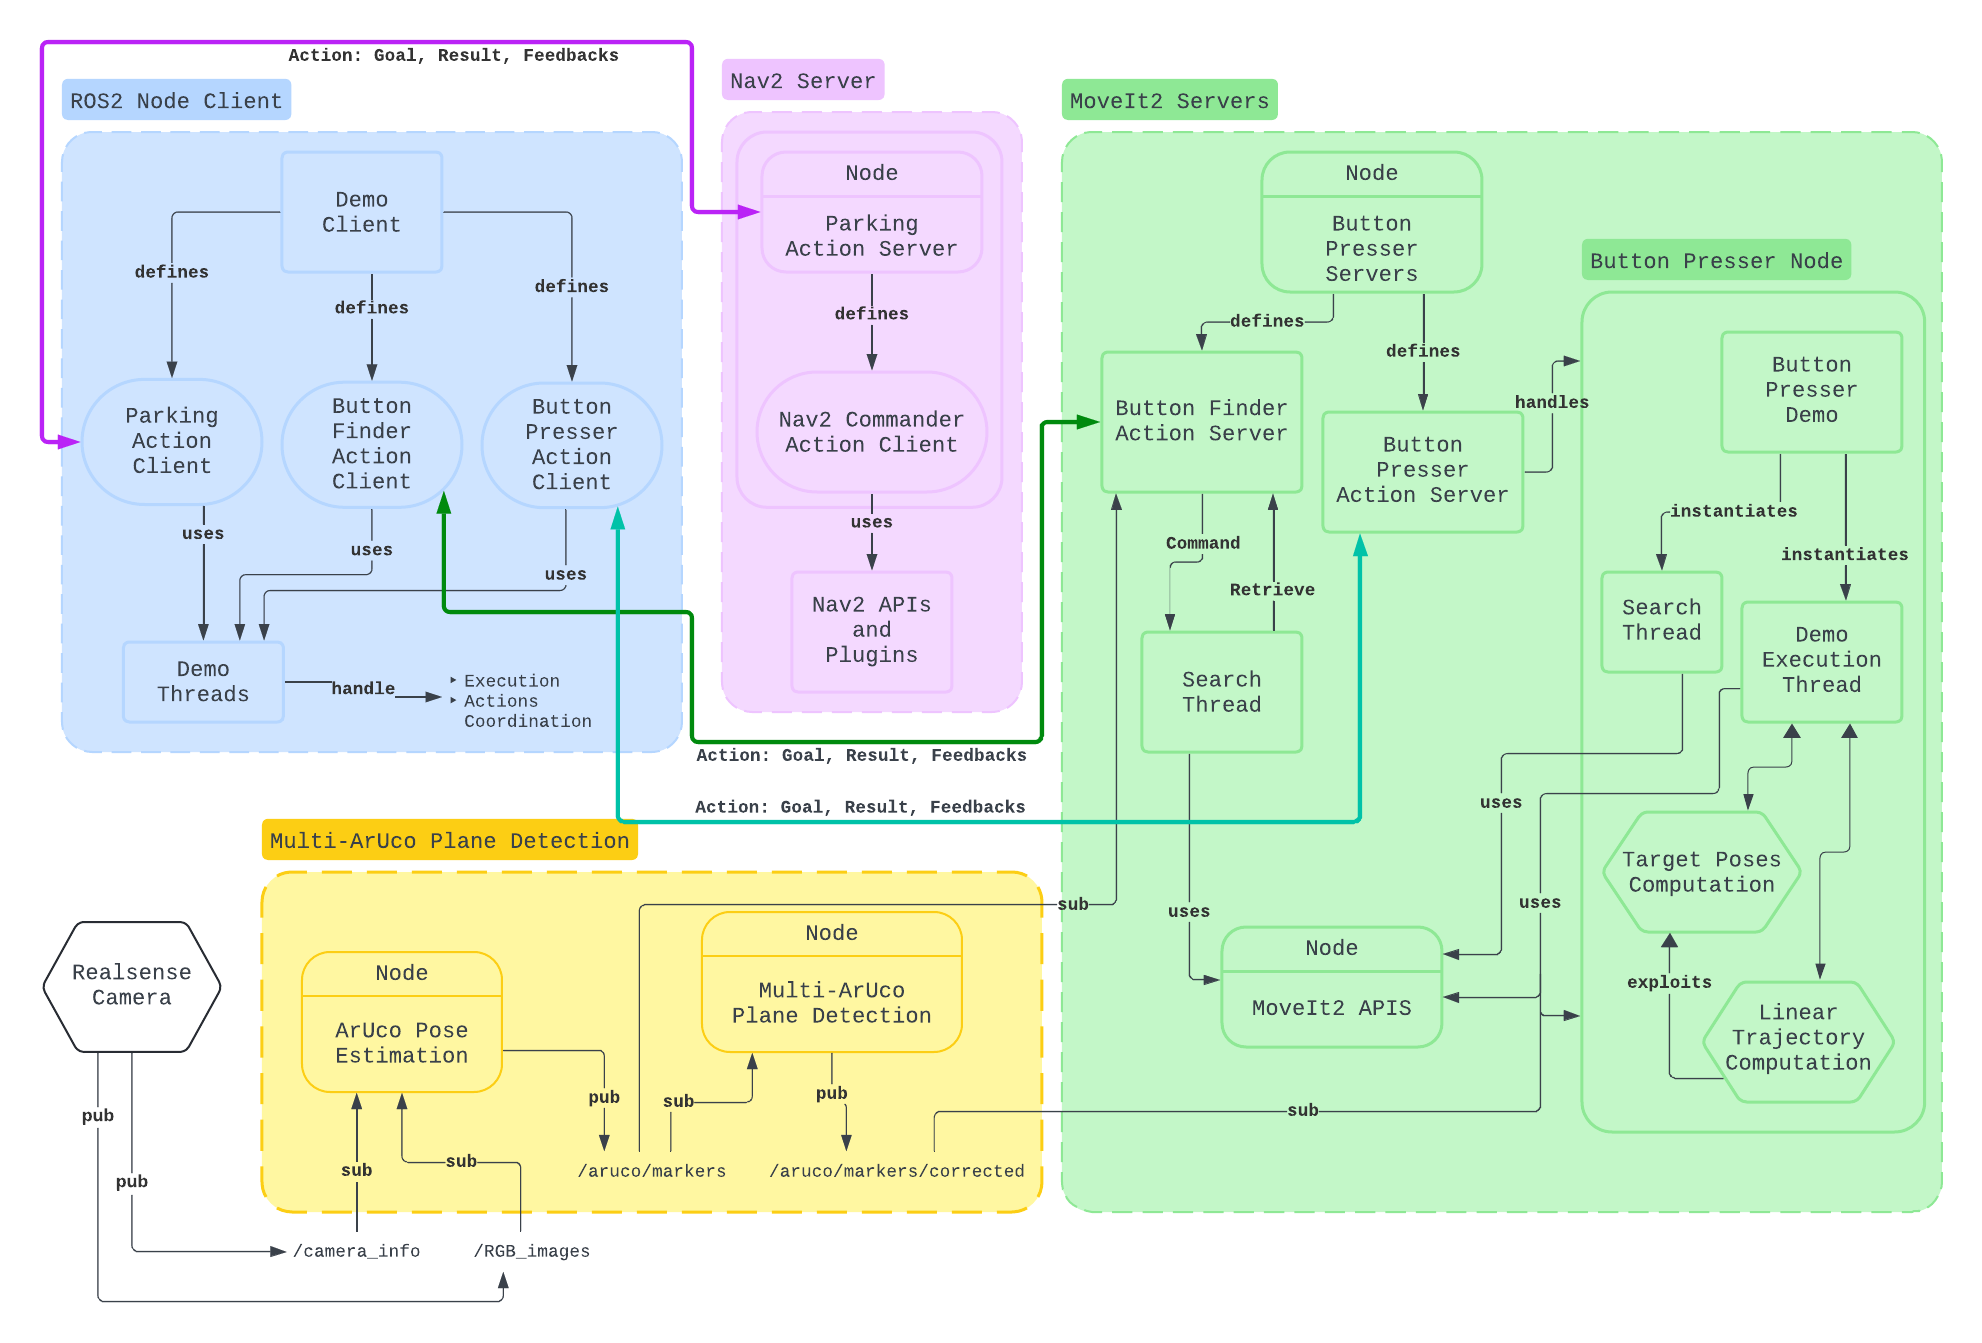 Action: Goal, Result, Feedbacks
ROS2 Node Client
Demo
Client
defines
defines
defines
Parking
Action
Client
Button
Finder
Action
Client
Button
Presser
Action
Client
uses
uses
uses
Demo
Threads
handle
‣ Execution
‣ Actions
Coordination
Nav2 Server
Node
Parking
Action Server
defines
Nav2 Commander
Action Client
uses
Nav2 APIs
and
Plugins
Action: Goal, Result, Feedbacks
Action: Goal, Result, Feedbacks
MoveIt2 Servers
Node
Button
Presser
Servers
defines
defines
Button Finder
Action Server
Button
Presser
Action Server
handles
Command
Retrieve
Search
Thread
uses
Node
MoveIt2 APIS
uses
uses
Button Presser Node
Button
Presser
Demo
instantiates
instantiates
Search
Thread
Demo
Execution
Thread
Target Poses
Computation
exploits
Linear
Trajectory
Computation
Multi-ArUco Plane Detection
Node
ArUco Pose
Estimation
Node
Multi-ArUco
Plane Detection
sub
pub
sub
pub
sub
sub
sub
/aruco/markers
/aruco/markers/corrected
Realsense
Camera
pub
pub
/camera_info
/RGB_images